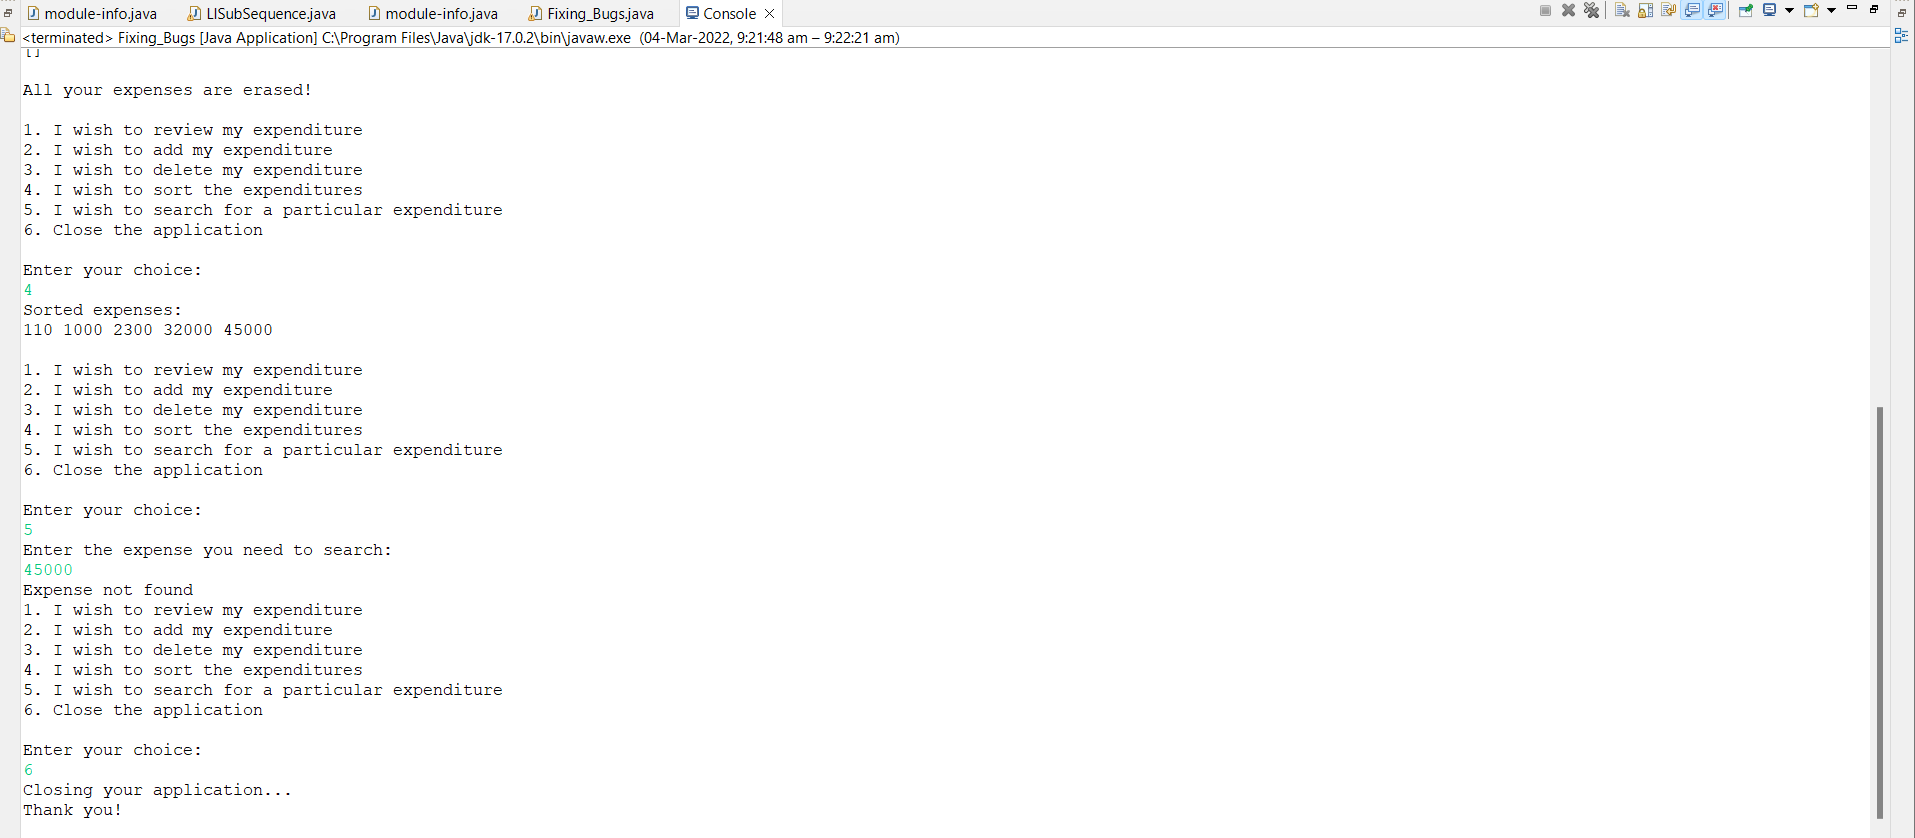 module-info.java LISubSequence.java module-info.java Fixing_Bugs.java Console
<terminated> Fixing_Bugs [Java Application] C:\Program Files\Java\jdk-17.0.2\bin\javaw.exe (04-Mar-2022, 9:21:48 am – 9:22:21 am)
[]
All your expenses are erased!
1. I wish to review my expenditure
2. I wish to add my expenditure
3. I wish to delete my expenditure
4. I wish to sort the expenditures
5. I wish to search for a particular expenditure
6. Close the application
Enter your choice:
4
Sorted expenses:
110 1000 2300 32000 45000
1. I wish to review my expenditure
2. I wish to add my expenditure
3. I wish to delete my expenditure
4. I wish to sort the expenditures
5. I wish to search for a particular expenditure
6. Close the application
Enter your choice:
5
Enter the expense you need to search:
45000
Expense not found
1. I wish to review my expenditure
2. I wish to add my expenditure
3. I wish to delete my expenditure
4. I wish to sort the expenditures
5. I wish to search for a particular expenditure
6. Close the application
Enter your choice:
6
Closing your application...
Thank you!